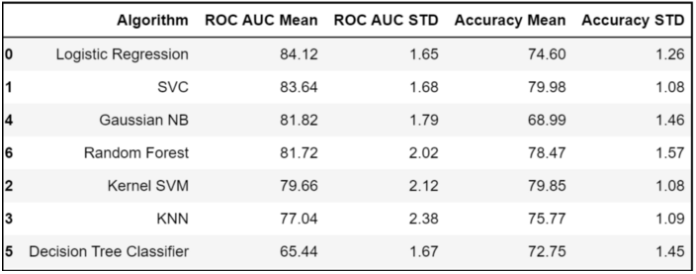 Algorithm ROC AUC Mean ROC AUC STD Accuracy Mean Accuracy STD
0 Logistic Regression 84.12 1.65 74.60 1.26
1 SVC 83.64 1.68 79.98 1.08
4 Gaussian NB 81.82 1.79 68.99 1.46
6 Random Forest 81.72 2.02 78.47 1.57
2 Kernel SVM 79.66 2.12 79.85 1.08
3 KNN 77.04 2.38 75.77 1.09
5 Decision Tree Classifier 65.44 1.67 72.75 1.45